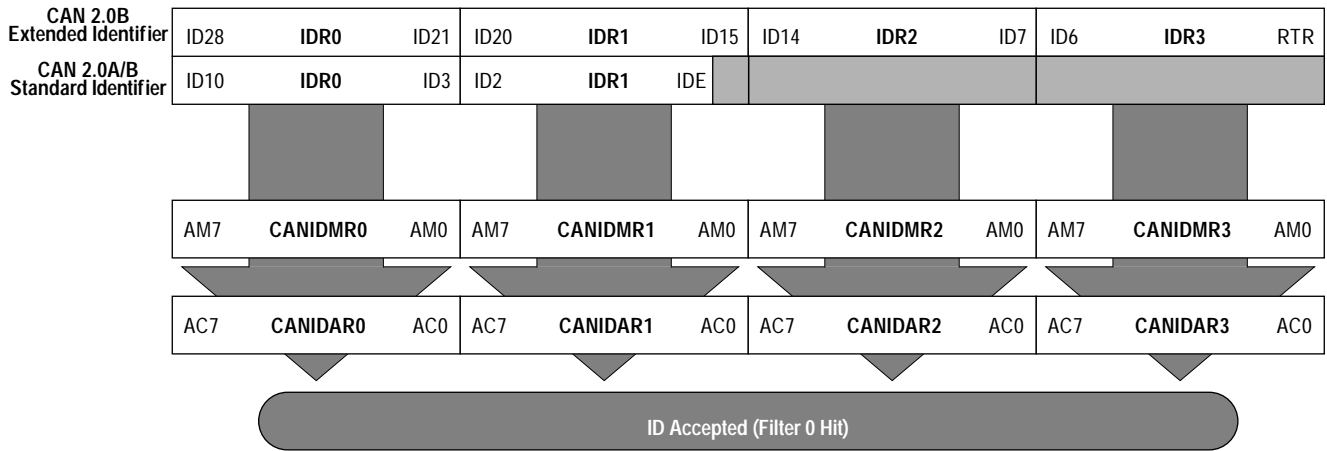 CAN 2.0B
Extended Identifier
ID28 IDR0 ID21 ID20 IDR1 ID15 ID14 IDR2 ID7 ID6 IDR3 RTR
CAN 2.0A/B
Standard Identifier
ID10 IDR0 ID3 ID2 IDR1 IDE
AM7 CANIDMR0 AM0 AM7 CANIDMR1 AM0 AM7 CANIDMR2 AM0 AM7 CANIDMR3 AM0
AC7 CANIDAR0 AC0 AC7 CANIDAR1 AC0 AC7 CANIDAR2 AC0 AC7 CANIDAR3 AC0
ID Accepted (Filter 0 Hit)